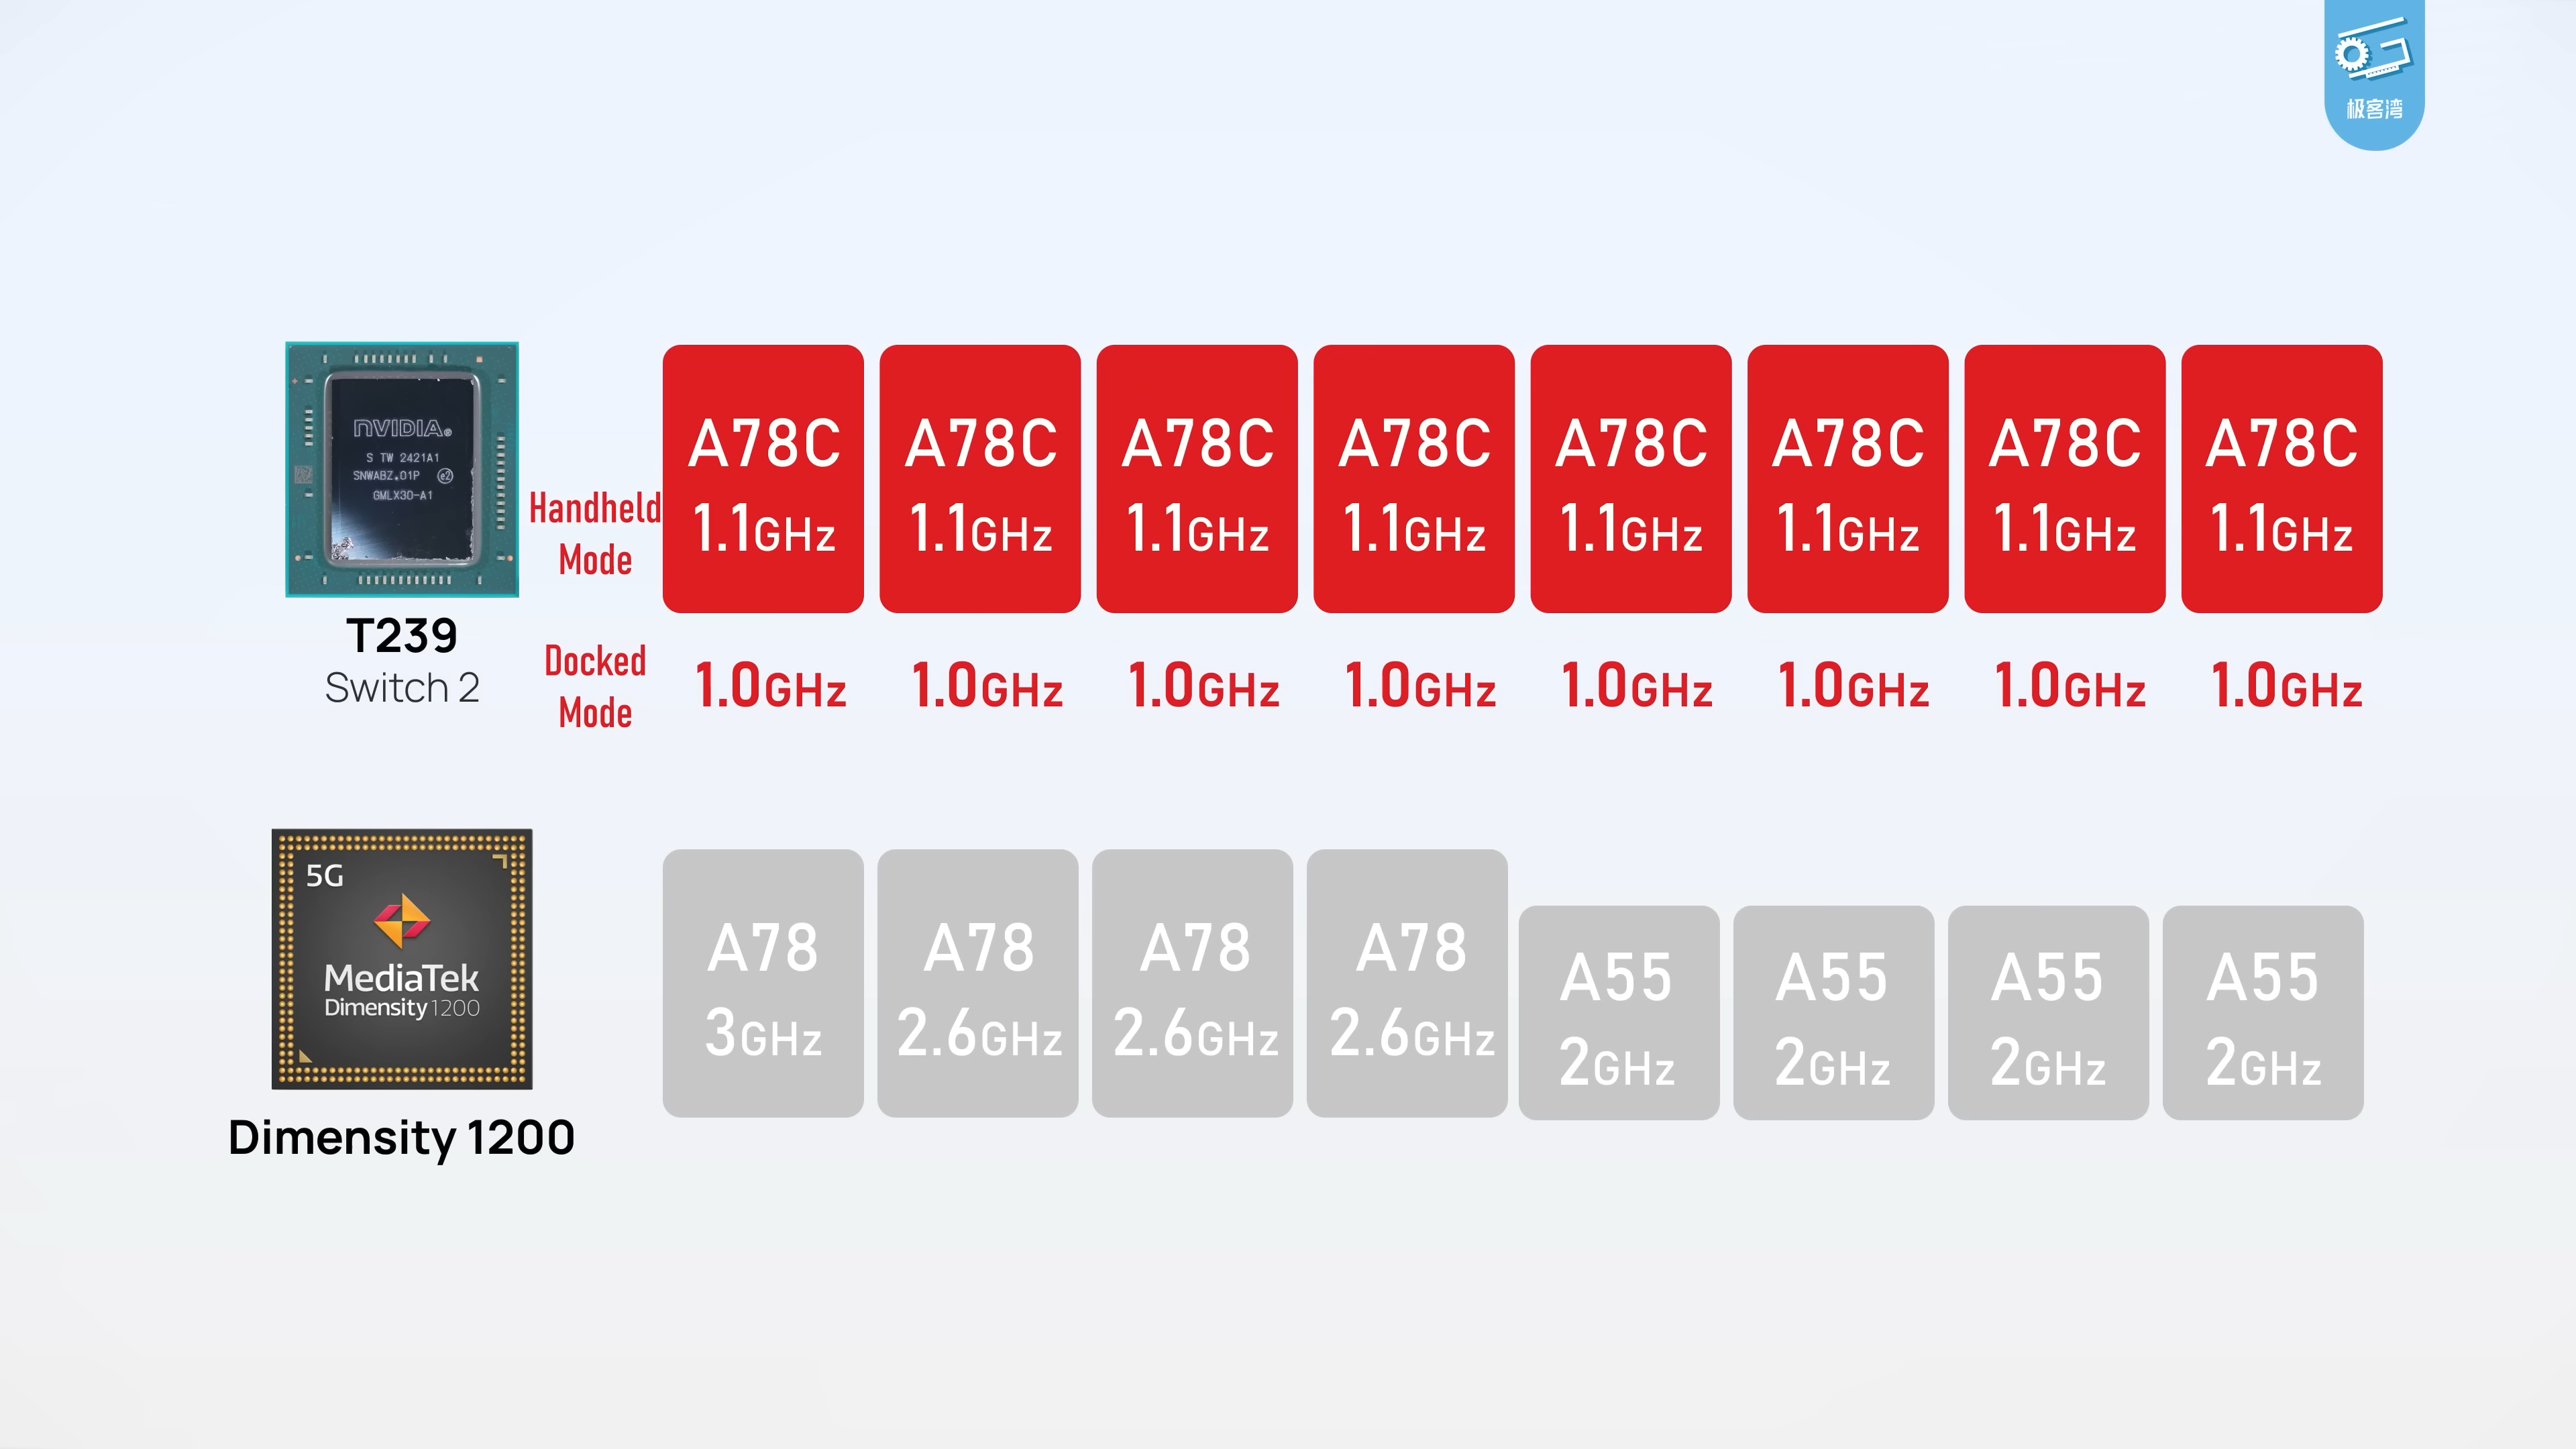 极客湾
NVIDIA
S TW 2421A1
SNWABZ.01P e2
GMLX30-A1
T239
Switch 2
Handheld
Mode
A78C A78C A78C A78C A78C A78C A78C A78C
1.1GHz 1.1GHz 1.1GHz 1.1GHz 1.1GHz 1.1GHz 1.1GHz 1.1GHz
Docked
Mode
1.0GHz 1.0GHz 1.0GHz 1.0GHz 1.0GHz 1.0GHz 1.0GHz 1.0GHz
5G
MediaTek
Dimensity 1200
Dimensity 1200
A78 A78 A78 A78 A55 A55 A55 A55
3GHz 2.6GHz 2.6GHz 2.6GHz 2GHz 2GHz 2GHz 2GHz